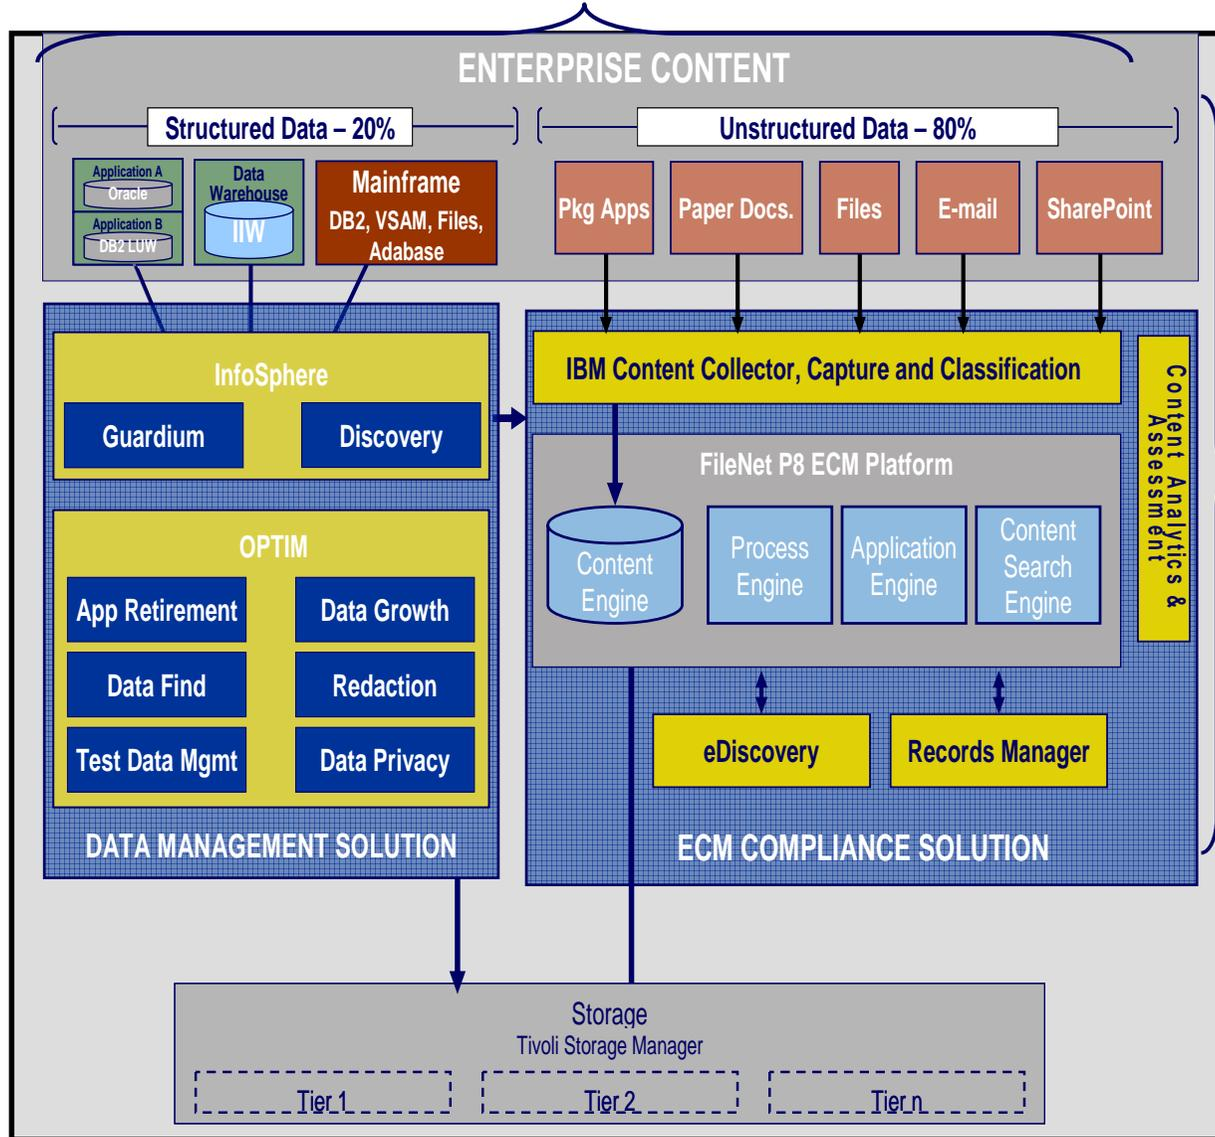 ENTERPRISE CONTENT
Structured Data – 20%
Unstructured Data – 80%
Application A
Oracle
Application B
DB2 LUW
Data
Warehouse
IIW
Mainframe
DB2, VSAM, Files,
Adabase
Pkg Apps
Paper Docs.
Files
E-mail
SharePoint
InfoSphere
Guardium
Discovery
OPTIM
App Retirement
Data Growth
Data Find
Redaction
Test Data Mgmt
Data Privacy
DATA MANAGEMENT SOLUTION
IBM Content Collector, Capture and Classification
FileNet P8 ECM Platform
Content
Engine
Process
Engine
Application
Engine
Content
Search
Engine
Content Analytics &
Assessment
eDiscovery
Records Manager
ECM COMPLIANCE SOLUTION
Storage
Tivoli Storage Manager
Tier 1
Tier 2
Tier n